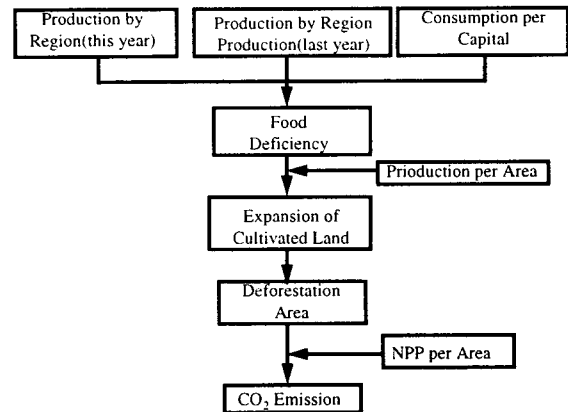 Production by
Region(this year)
Production by Region
Production(last year)
Consumption per
Capital
Food
Deficiency
Prioduction per Area
Expansion of
Cultivated Land
Deforestation
Area
NPP per Area
CO₂ Emission